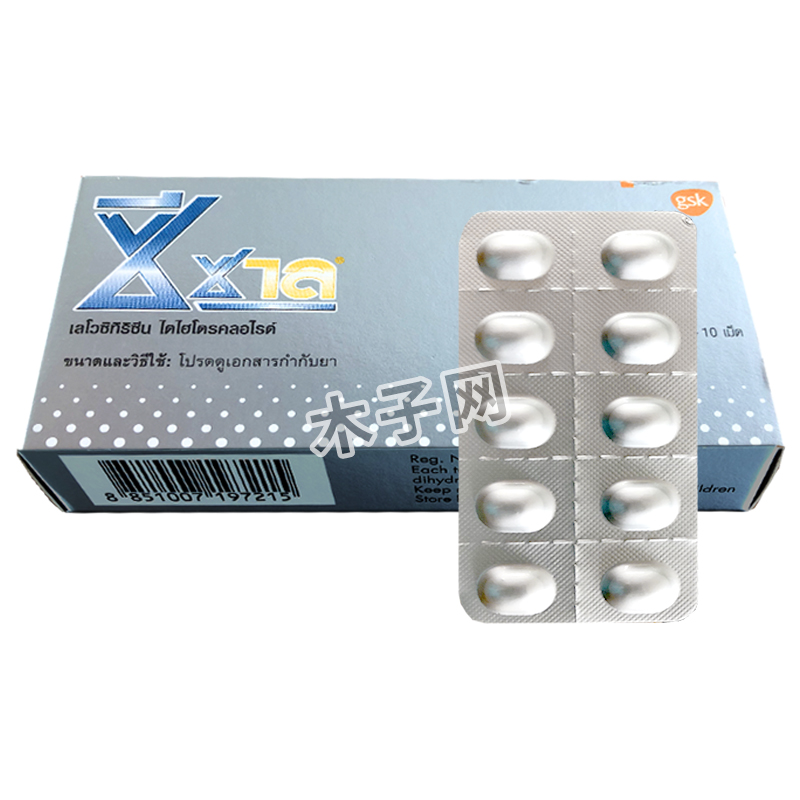 gsk
ซีซาล
เลโวซิทิริซีน ไดไฮโดรคลอไรด์
10 เม็ด
ขนาดและวิธีใช้: โปรดดูเอกสารกำกับยา
木子网
8 851007 197215
Reg.
Each
dihydr
Keep
Store
ldren